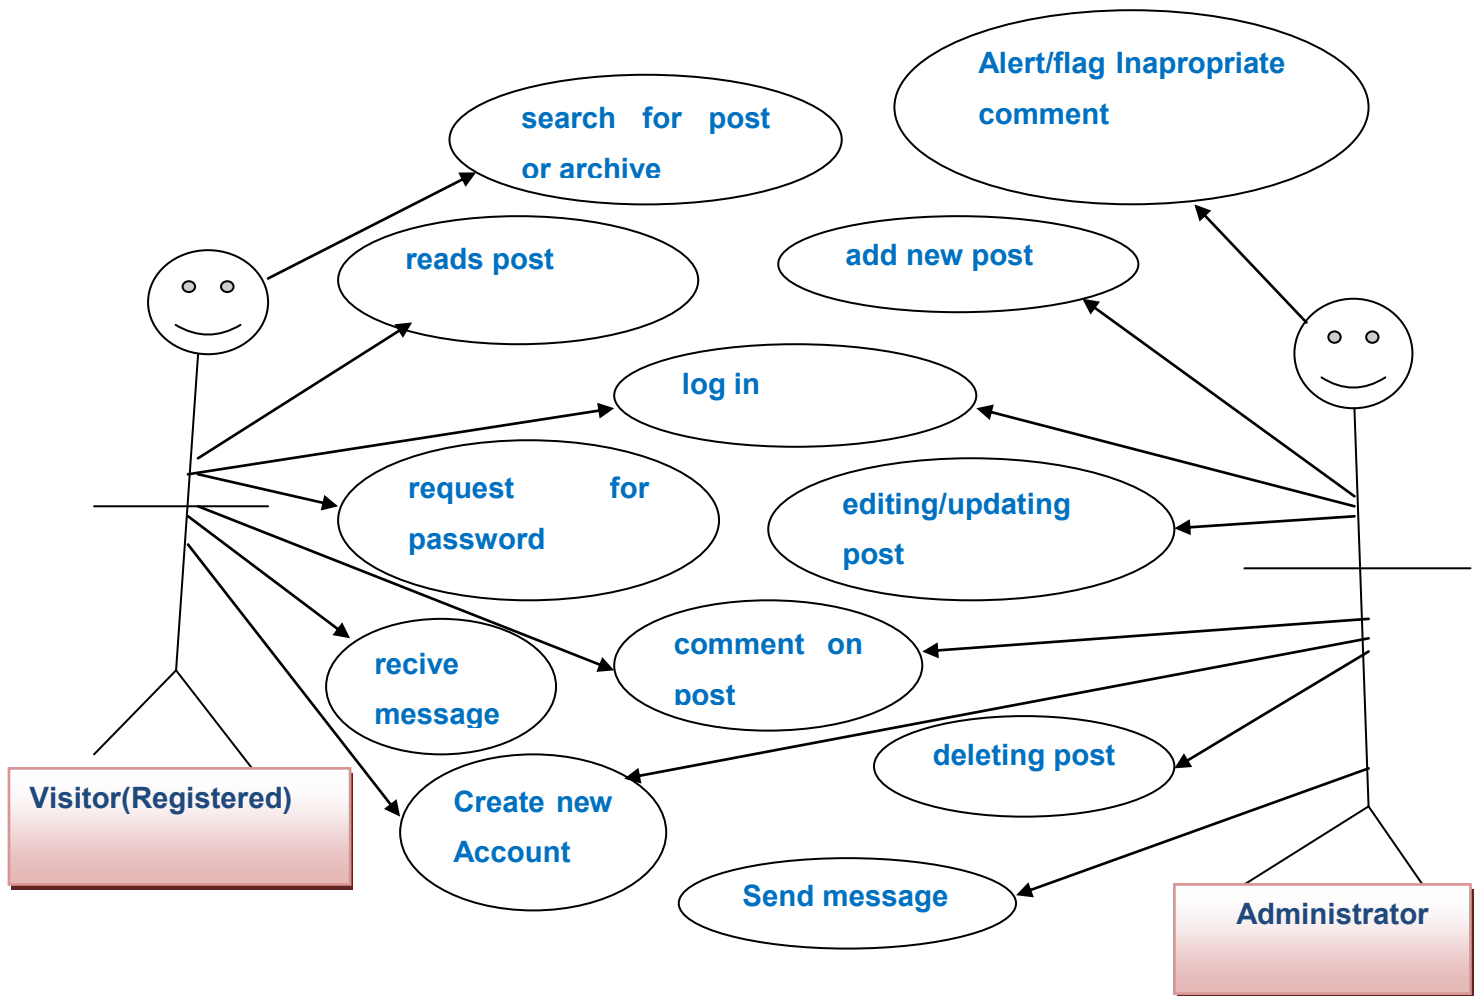 Alert/flag Inapropriate
comment
search for post
or archive
reads post
add new post
log in
request for
password
editing/updating
post
comment on
post
recive
message
deleting post
Create new
Account
Send message
Visitor(Registered)
Administrator